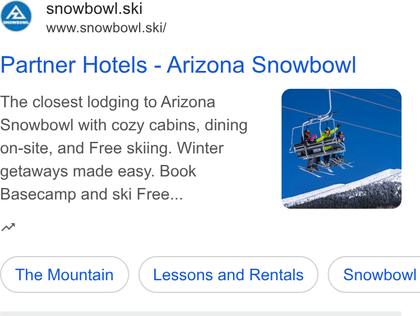 snowbowl.ski
www.snowbowl.ski/
Partner Hotels - Arizona Snowbowl
The closest lodging to Arizona
Snowbowl with cozy cabins, dining
on-site, and Free skiing. Winter
getaways made easy. Book
Basecamp and ski Free...
The Mountain
Lessons and Rentals
Snowbowl